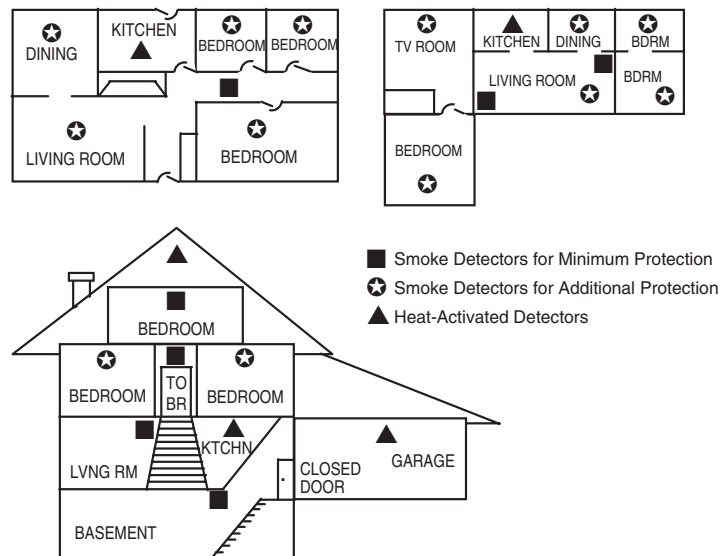 DINING
KITCHEN
BEDROOM
BEDROOM
LIVING ROOM
BEDROOM
TV ROOM
KITCHEN
DINING
BDRM
LIVING ROOM
BDRM
BEDROOM
Smoke Detectors for Minimum Protection
Smoke Detectors for Additional Protection
Heat-Activated Detectors
BEDROOM
BEDROOM
TO
BR
BEDROOM
LVNG RM
KTCHN
CLOSED
DOOR
GARAGE
BASEMENT